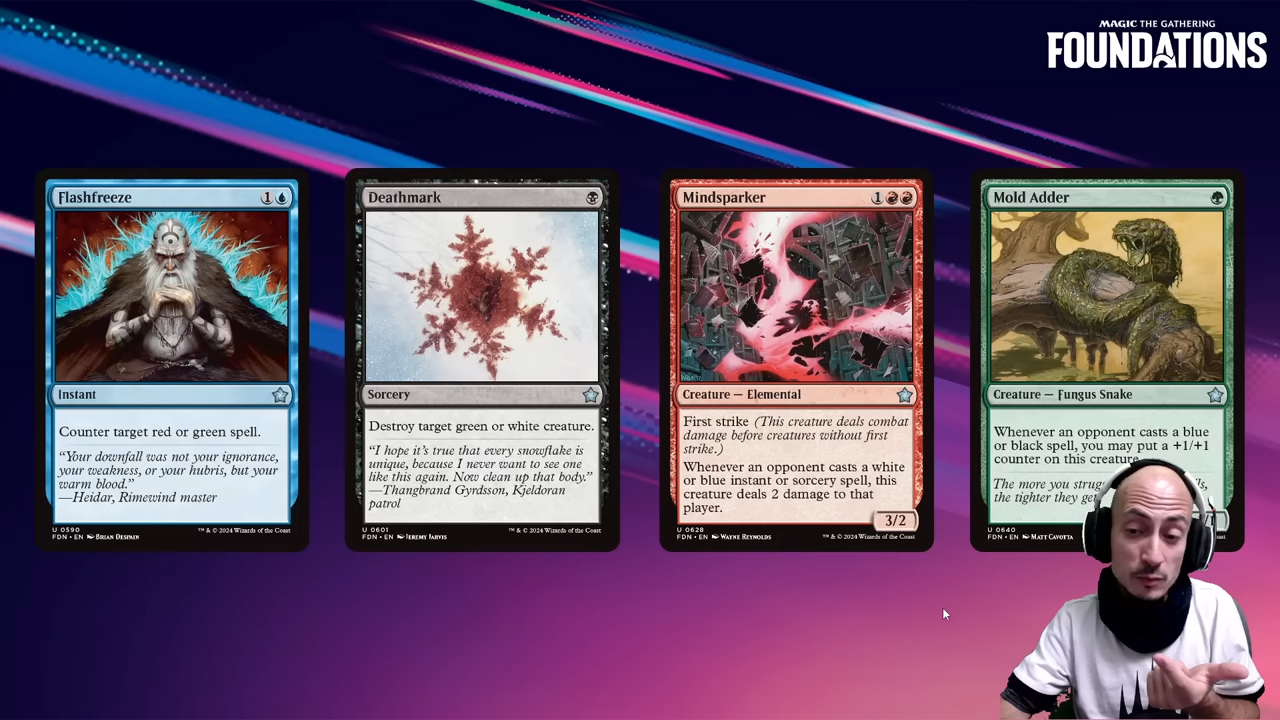 MAGIC THE GATHERING
FOUNDATIONS
Flashfreeze 1
Instant
Counter target red or green spell.
“Your downfall was not your ignorance,
your weakness, or your hubris, but your
warm blood.”
—Heidar, Rimewind master
U 0590
FDN • EN BRIAN DESPAIN
™ & © 2024 Wizards of the Coast
Deathmark
Sorcery
Destroy target green or white creature.
“I hope it’s true that every snowflake is
unique, because I never want to see one
like this again. Now clean up that body.”
—Thangbrand Gyrdsson, Kjeldoran
patrol
U 0601
FDN • EN JEREMY JARVIS
™ & © 2024 Wizards of the Coast
Mindsparker 1
Creature — Elemental
First strike (This creature deals combat
damage before creatures without first
strike.)
Whenever an opponent casts a white
or blue instant or sorcery spell, this
creature deals 2 damage to that
player.
3/2
U 0628
FDN • EN WAYNE REYNOLDS
™ & © 2024 Wizards of the Coast
Mold Adder
Creature — Fungus Snake
Whenever an opponent casts a blue
or black spell, you may put a +1/+1
counter on this creature.
The more you
the tighter they
U 0640
FDN • EN MATT CAVOTTA